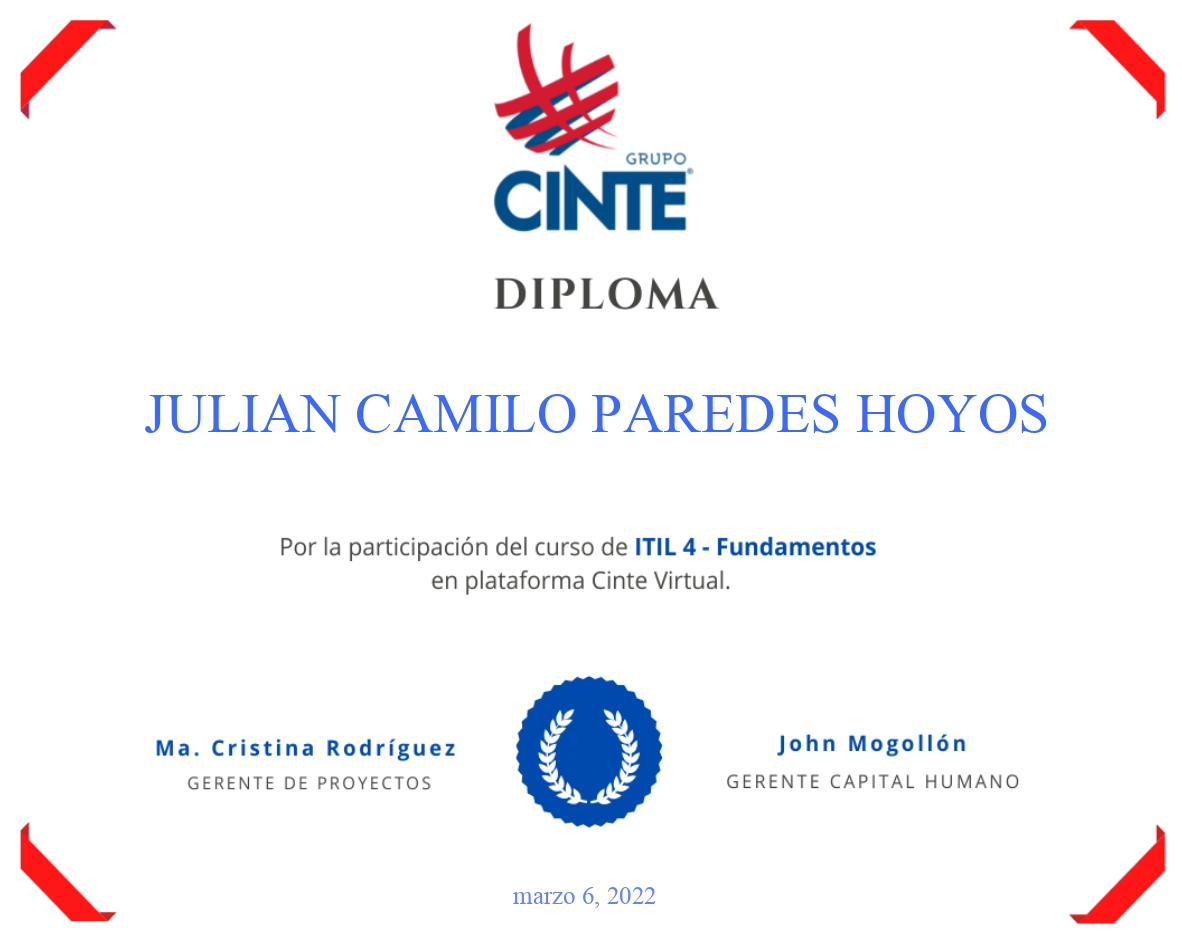 GRUPO
CINTE®
DIPLOMA
JULIAN CAMILO PAREDES HOYOS
Por la participación del curso de ITIL 4 - Fundamentos
en plataforma Cinte Virtual.
Ma. Cristina Rodríguez
GERENTE DE PROYECTOS
John Mogollón
GERENTE CAPITAL HUMANO
marzo 6, 2022